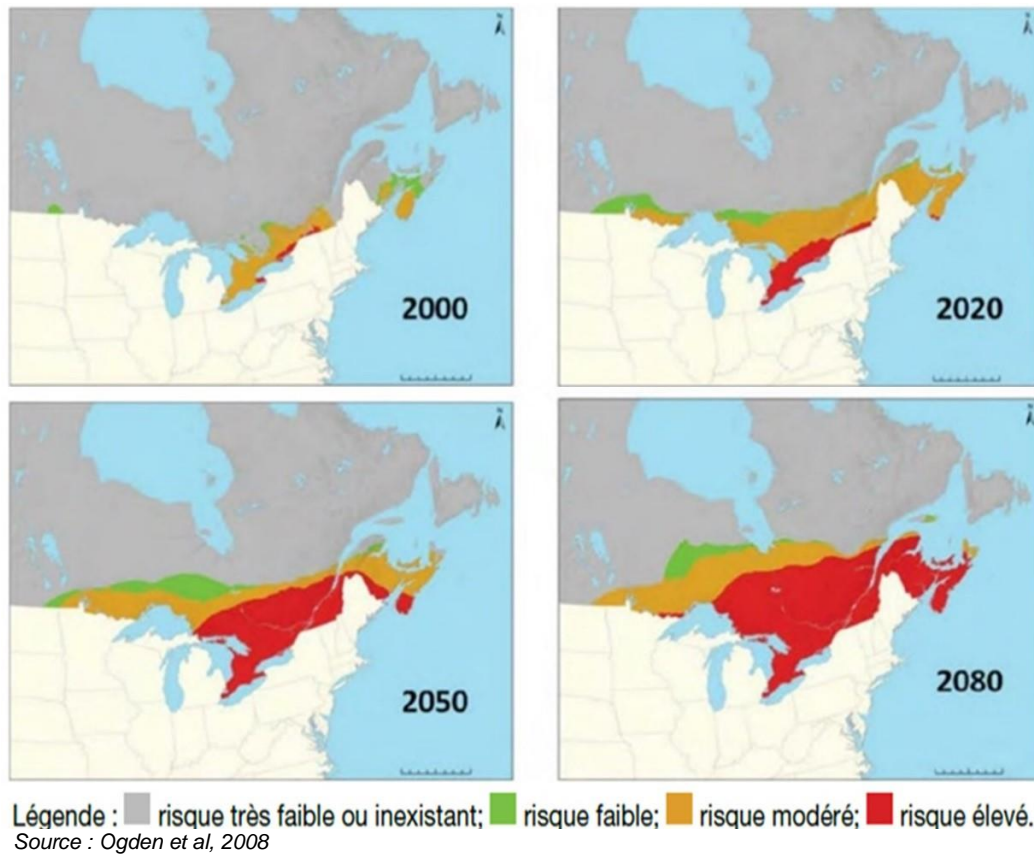 2000
2020
2050
2080
Légende : risque très faible ou inexistant; risque faible; risque modéré; risque élevé.
Source : Ogden et al, 2008